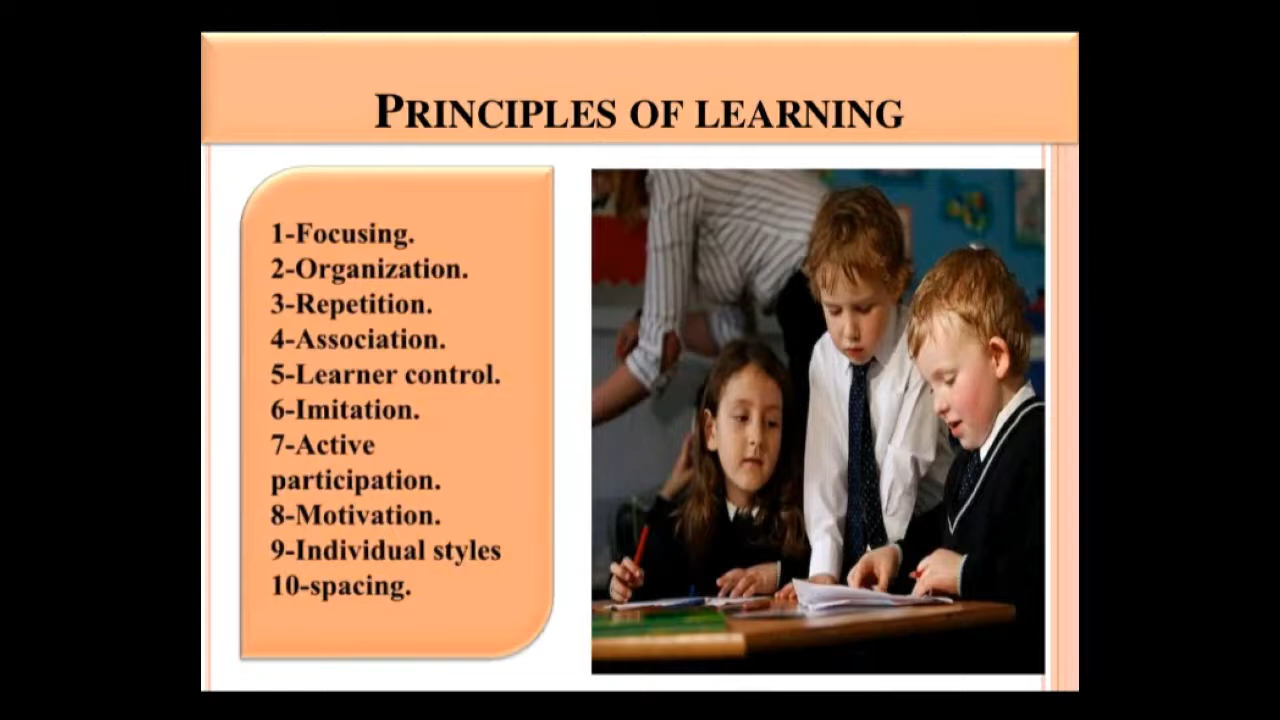 PRINCIPLES OF LEARNING
1-Focusing.
2-Organization.
3-Repetition.
4-Association.
5-Learner control.
6-Imitation.
7-Active
participation.
8-Motivation.
9-Individual styles
10-spacing.